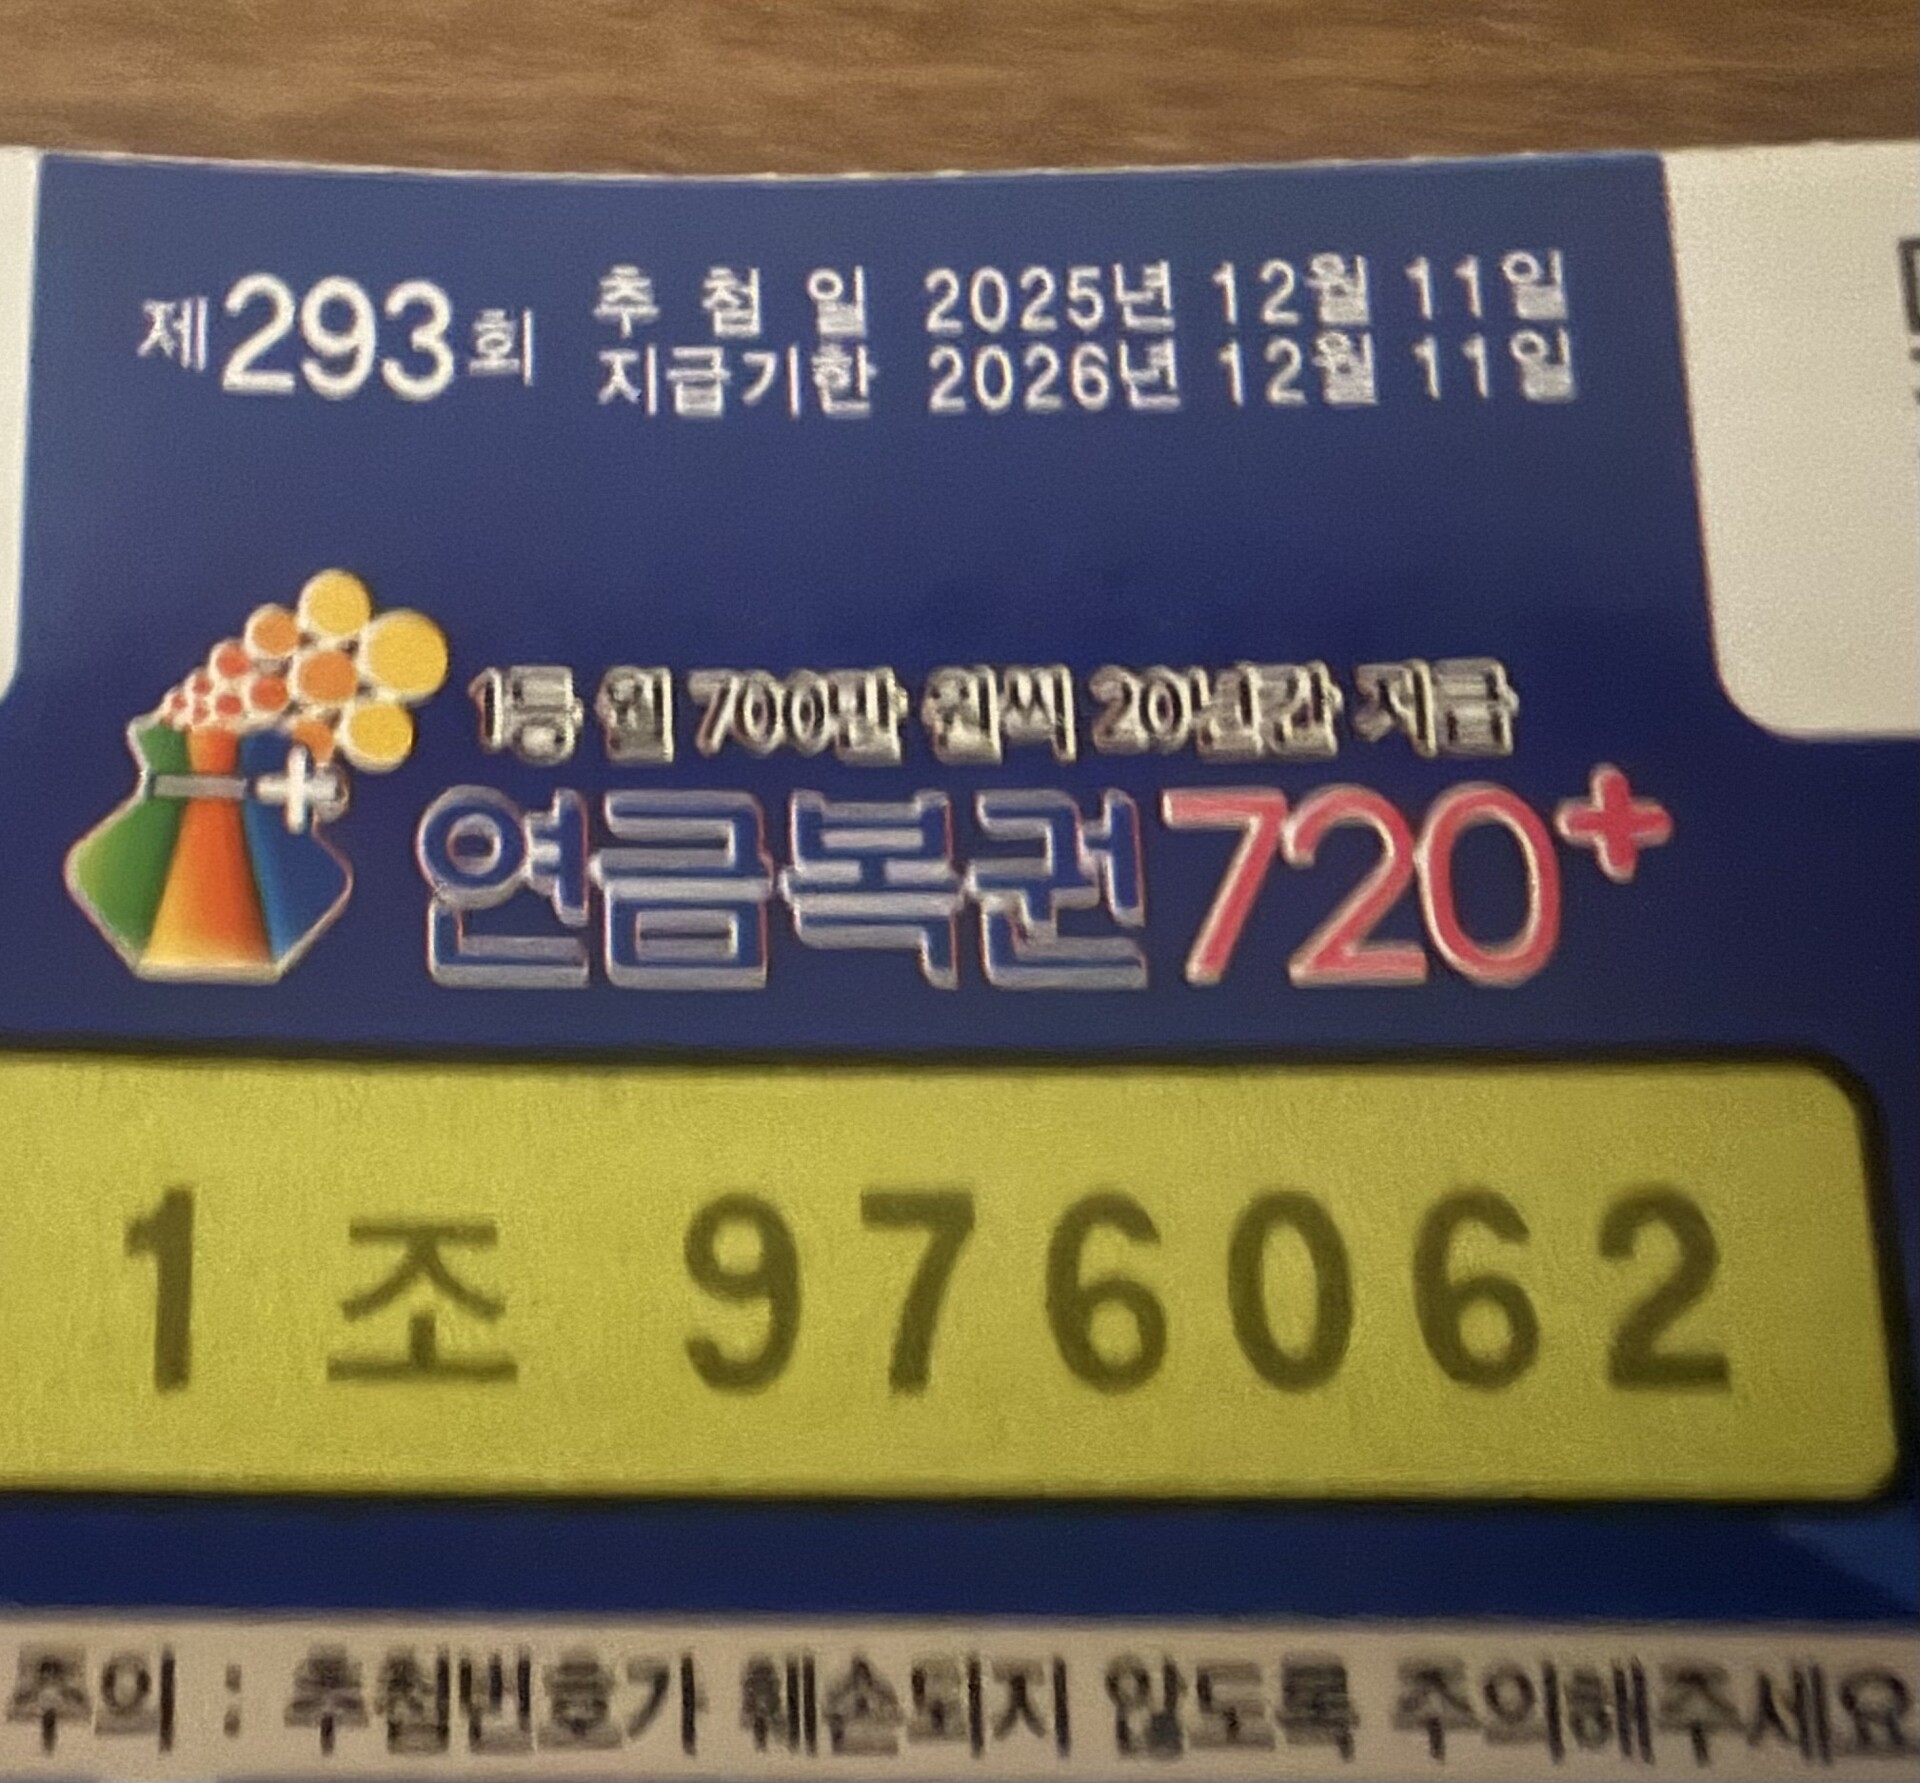 제293회
추 첨 일 2025년 12월 11일
지급기한 2026년 12월 11일
1등 월 700만 원씩 20년간 지급
연금복권720+
1조 976062
주의 : 추첨번호가 훼손되지 않도록 주의해주세요